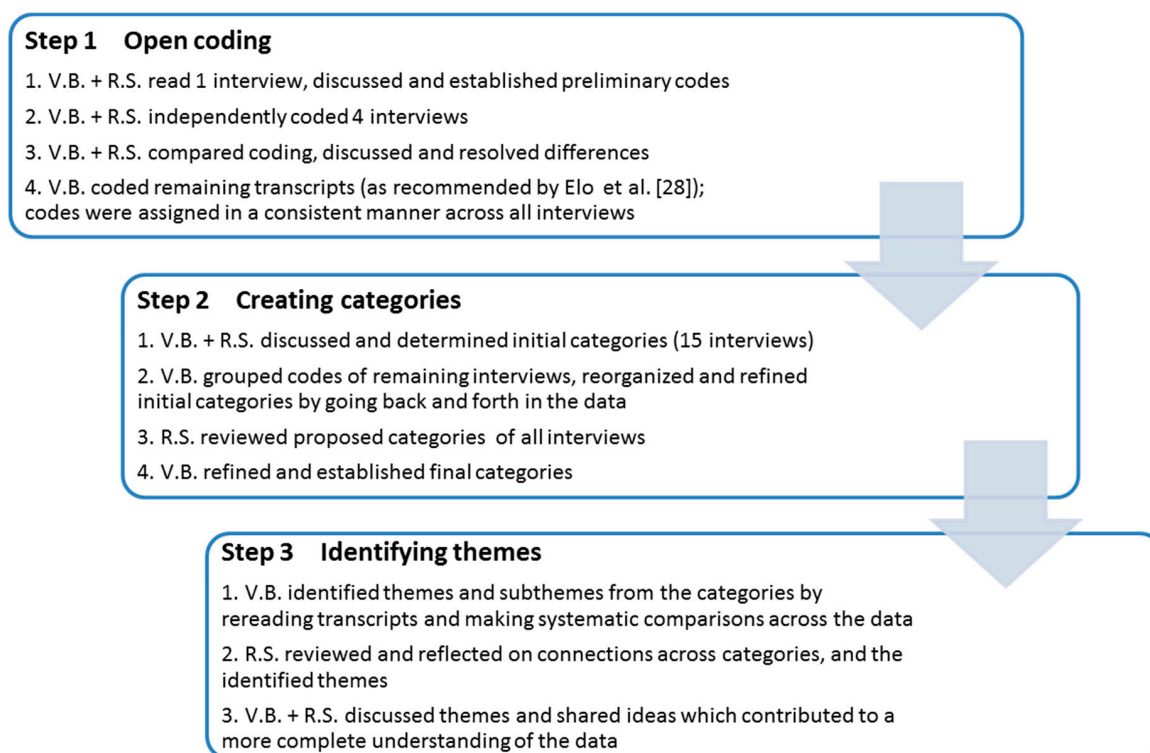 Step 1 Open coding
1. V.B. + R.S. read 1 interview, discussed and established preliminary codes
2. V.B. + R.S. independently coded 4 interviews
3. V.B. + R.S. compared coding, discussed and resolved differences
4. V.B. coded remaining transcripts (as recommended by Elo et al. [28]);
codes were assigned in a consistent manner across all interviews
Step 2 Creating categories
1. V.B. + R.S. discussed and determined initial categories (15 interviews)
2. V.B. grouped codes of remaining interviews, reorganized and refined
initial categories by going back and forth in the data
3. R.S. reviewed proposed categories of all interviews
4. V.B. refined and established final categories
Step 3 Identifying themes
1. V.B. identified themes and subthemes from the categories by
rereading transcripts and making systematic comparisons across the data
2. R.S. reviewed and reflected on connections across categories, and the
identified themes
3. V.B. + R.S. discussed themes and shared ideas which contributed to a
more complete understanding of the data